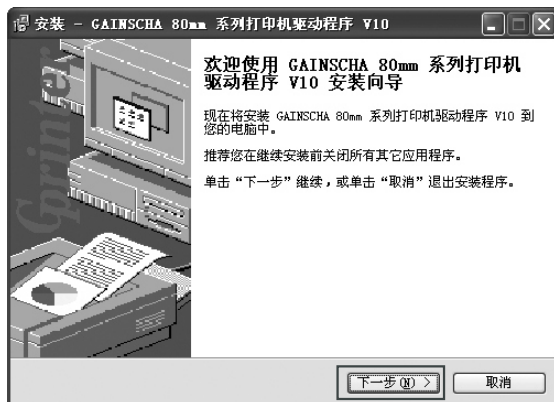 安装 - GAINSCHA 80mm 系列打印机驱动程序 V10
欢迎使用 GAINSCHA 80mm 系列打印机
驱动程序 V10 安装向导
现在将安装 GAINSCHA 80mm 系列打印机驱动程序 V10 到
您的电脑中。
推荐您在继续安装前关闭所有其它应用程序。
单击“下一步”继续，或单击“取消”退出安装程序。
Gprinter
下一步(N) >
取消